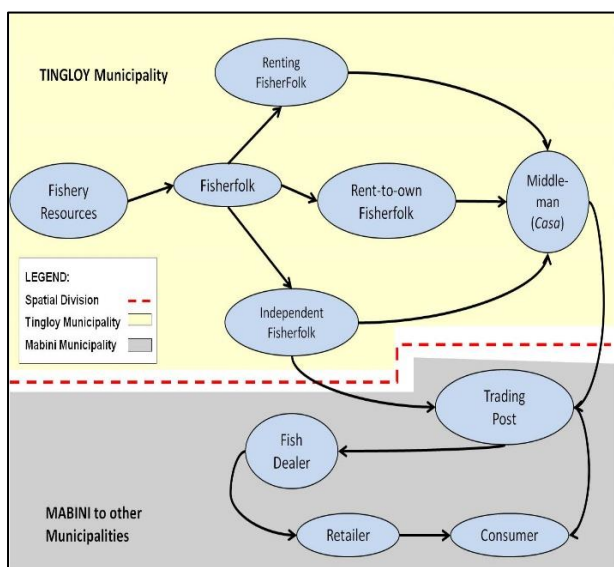 TINGLOY Municipality
Renting
FisherFolk
Fishery
Resources
Fisherfolk
Rent-to-own
Fisherfolk
Middle-
man
(Casa)
LEGEND:
Spatial Division
Tingloy Municipality
Mabini Municipality
Independent
Fisherfolk
Trading
Post
Fish
Dealer
MABINI to other
Municipalities
Retailer
Consumer